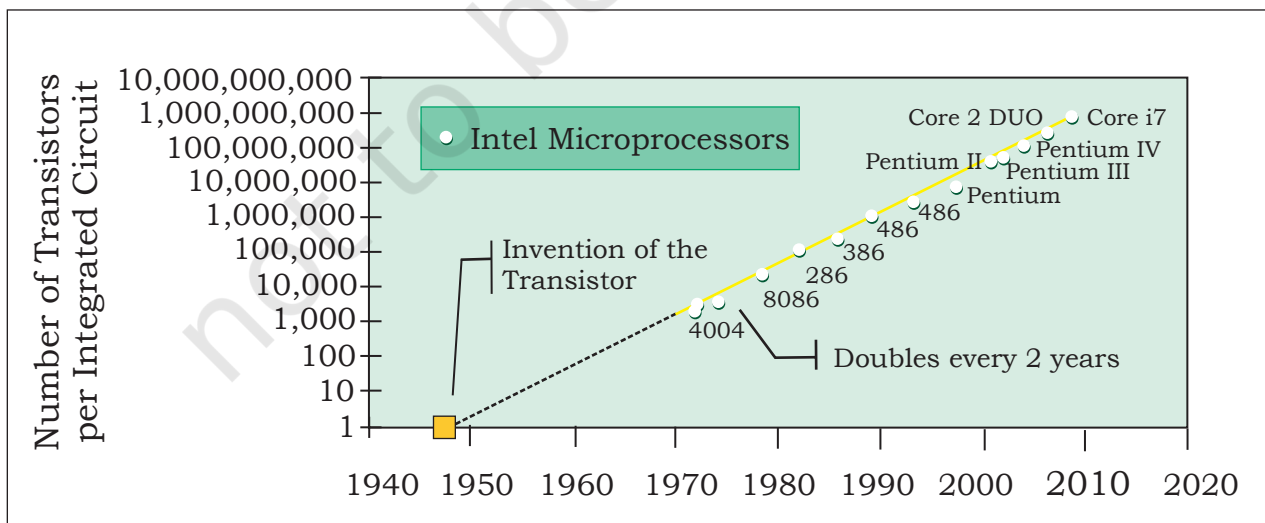 Number of Transistors
per Integrated Circuit
10,000,000,000
1,000,000,000
100,000,000
10,000,000
1,000,000
100,000
10,000
1,000
100
10
1
Intel Microprocessors
Invention of the
Transistor
4004
8086
286
386
486
486
Pentium
Pentium II
Pentium III
Pentium IV
Core 2 DUO
Core i7
Doubles every 2 years
1940 1950 1960 1970 1980 1990 2000 2010 2020
not to be